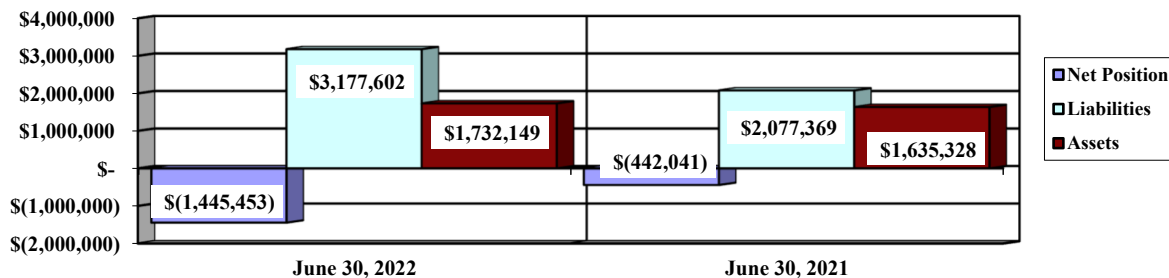 $4,000,000
$3,000,000
$2,000,000
$1,000,000
$-
$(1,000,000)
$(2,000,000)
$(1,445,453)
$3,177,602
$1,732,149
$(442,041)
$2,077,369
$1,635,328
June 30, 2022
June 30, 2021
Net Position
Liabilities
Assets